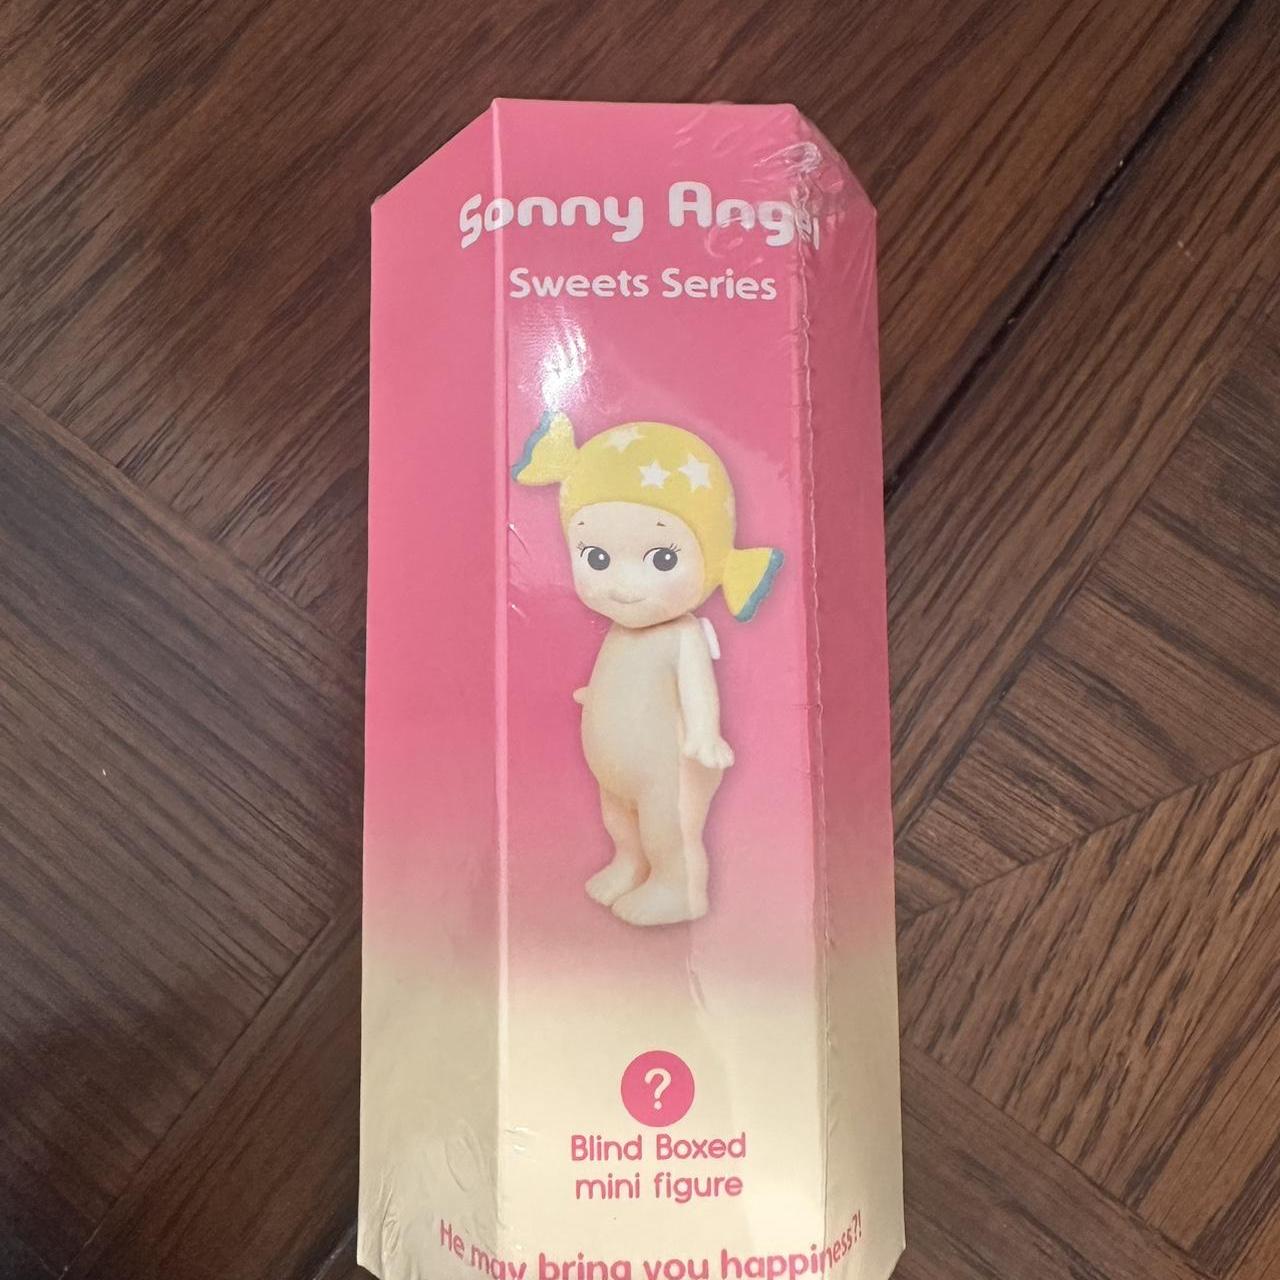 Sonny Angel
Sweets Series
?
Blind Boxed
mini figure
He may bring you happiness?!